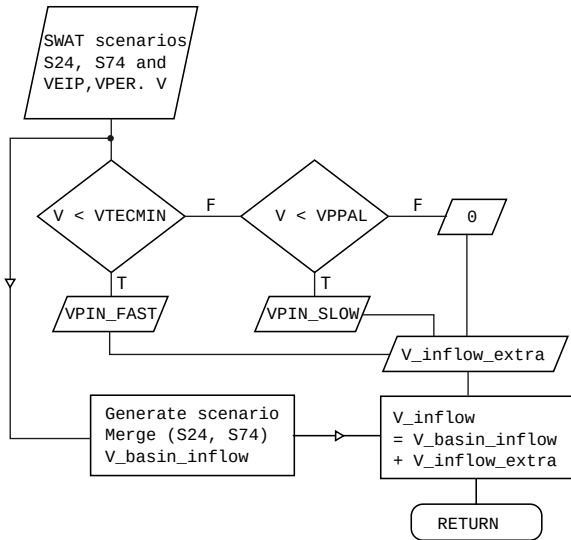 SWAT scenarios
S24, S74 and
VEIP,VPER. V
V < VTECMIN
F
V < VPPAL
F
0
T
T
VPIN_FAST
VPIN_SLOW
V_inflow_extra
Generate scenario
Merge (S24, S74)
V_basin_inflow
V_inflow
= V_basin_inflow
+ V_inflow_extra
RETURN